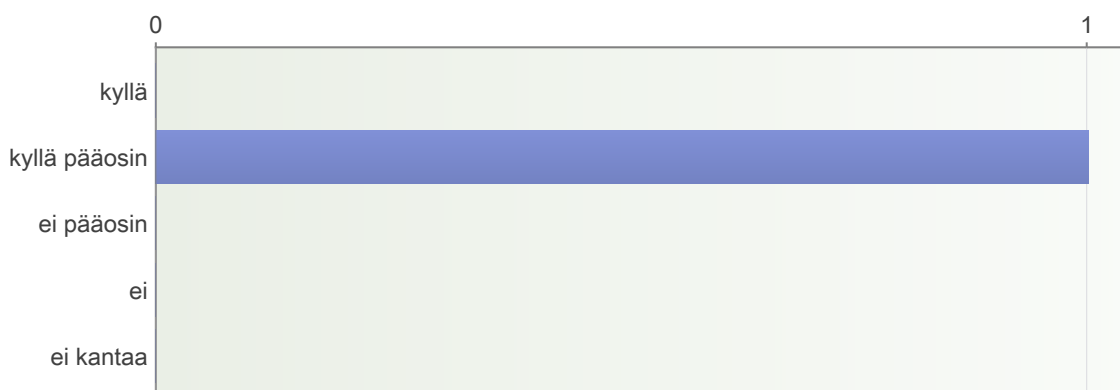 0 1
kyllä
kyllä pääosin
ei pääosin
ei
ei kantaa